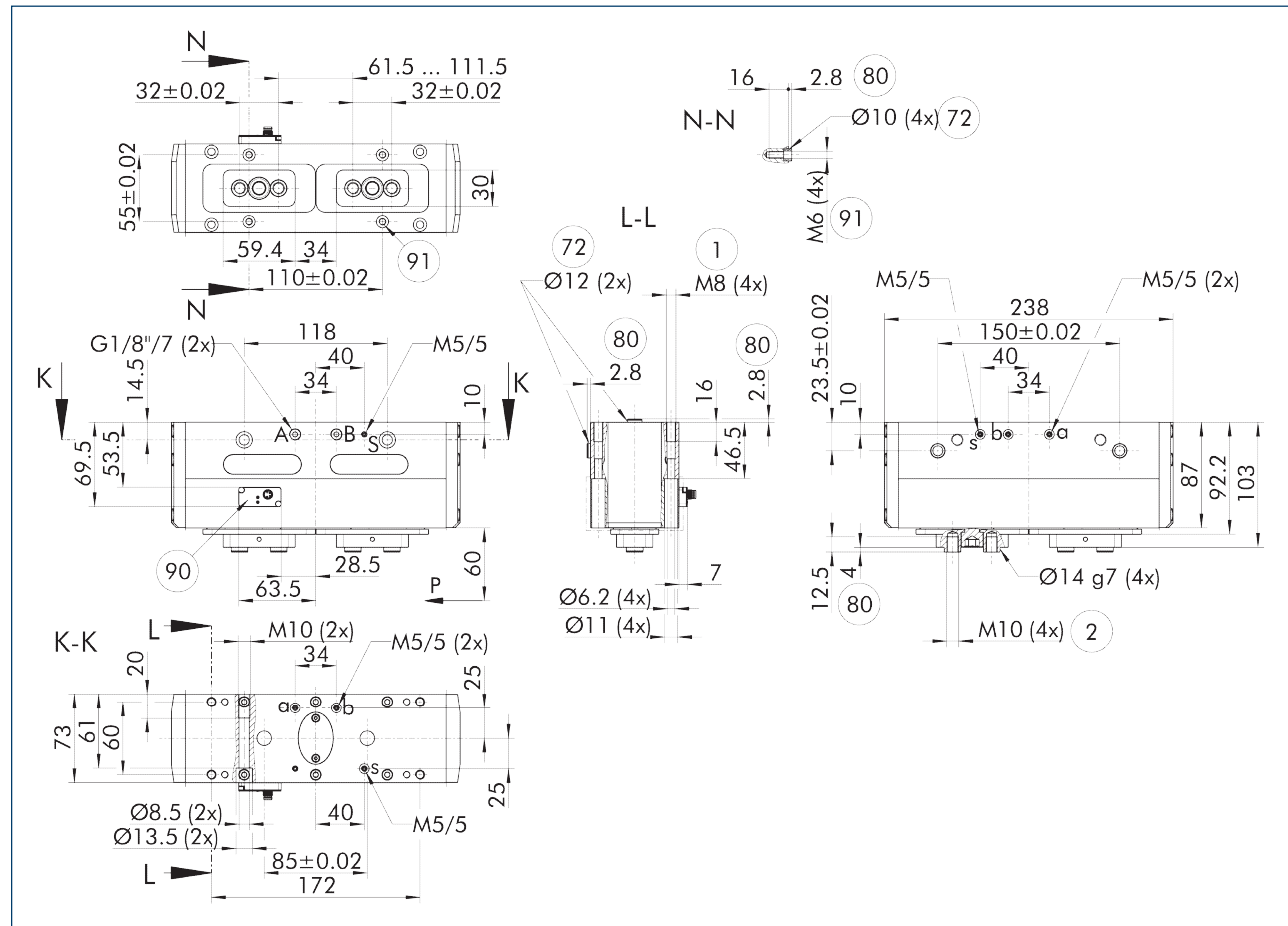 N
61.5 ... 111.5
32±0.02
32±0.02
55±0.02
30
59.4
34
110±0.02
91
N
16
2.8
80
N-N
Ø10 (4x)
72
M6 (4x)
91
L-L
72
Ø12 (2x)
1
M8 (4x)
80
2.8
80
2.8
16
46.5
7
Ø6.2 (4x)
Ø11 (4x)
118
G1/8"/7 (2x)
40
M5/5
34
K
K
14.5
10
A
B
S
69.5
53.5
90
28.5
63.5
60
P
M5/5
M5/5 (2x)
238
150±0.02
40
34
23.5±0.02
10
s
b
a
87
92.2
103
12.5
4
80
Ø14 g7 (4x)
M10 (4x)
2
K-K
L
M10 (2x)
M5/5 (2x)
34
20
25
a
b
73
61
60
s
25
Ø8.5 (2x)
40
M5/5
Ø13.5 (2x)
85±0.02
L
172